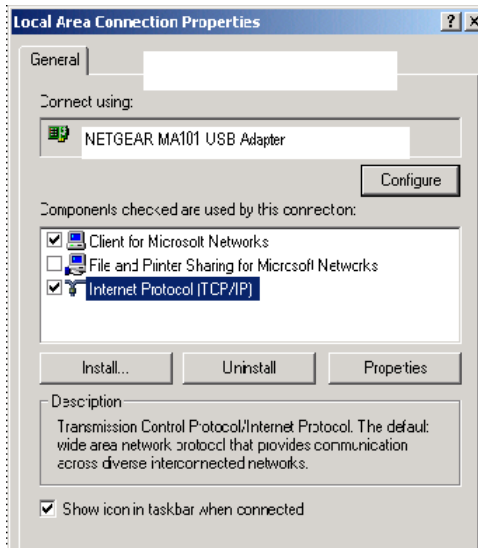 Local Area Connection Properties
General
Connect using:
NETGEAR MA101 USB Adapter
Configure
Components checked are used by this connection:
Client for Microsoft Networks
File and Printer Sharing for Microsoft Networks
Internet Protocol (TCP/IP)
Install...
Uninstall
Properties
Description
Transmission Control Protocol/Internet Protocol. The default
wide area network protocol that provides communication
across diverse interconnected networks.
Show icon in taskbar when connected